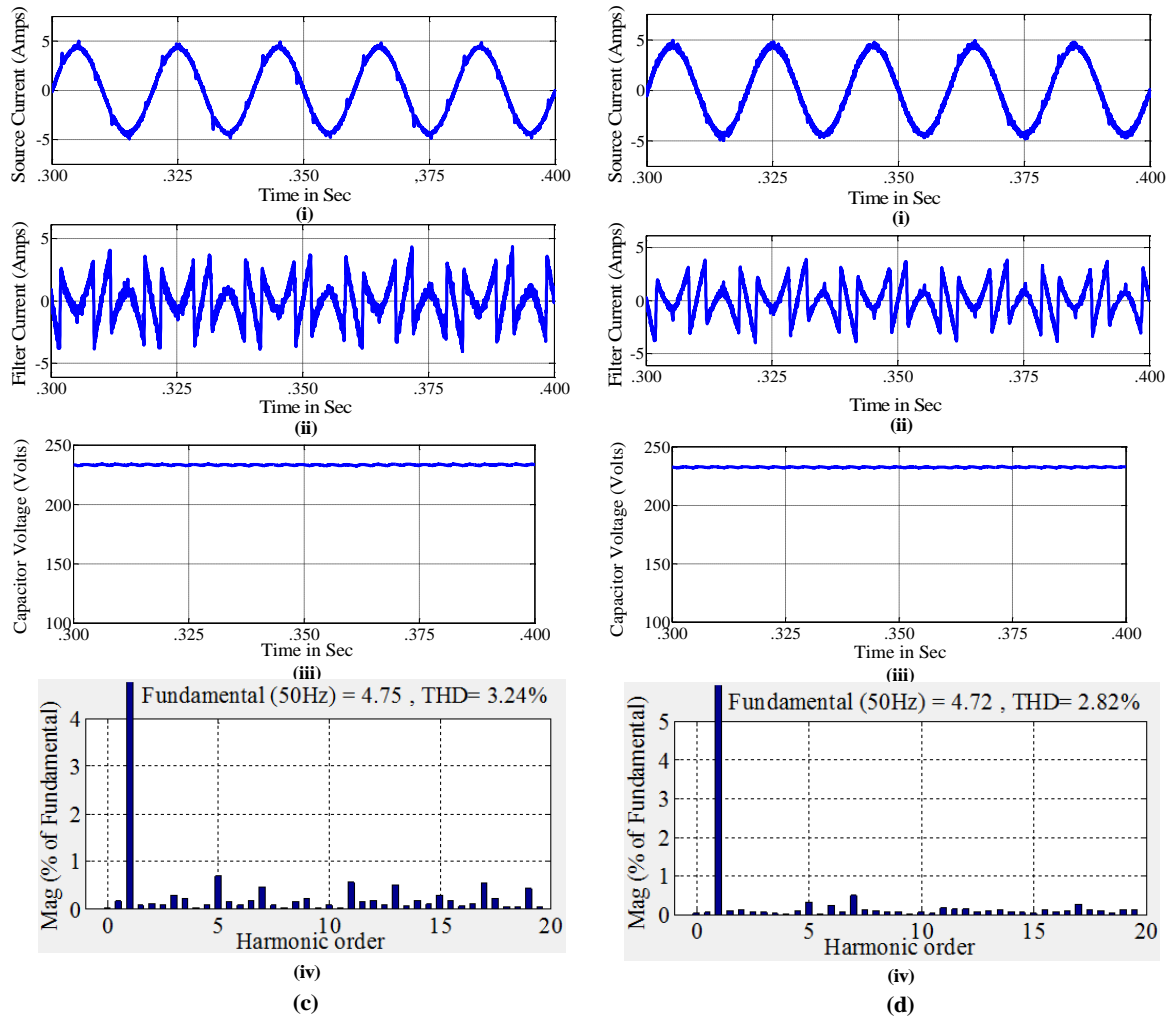 Source Current (Amps)
5
0
-5
.300
.325
.350
.375
.400
Time in Sec
(i)
Filter Current (Amps)
5
0
-5
.300
.325
.350
.375
.400
Time in Sec
(ii)
Capacitor Voltage (Volts)
250
200
150
100
.300
.325
.350
.375
.400
Time in Sec
(iii)
Fundamental (50Hz) = 4.75 , THD= 3.24%
Mag (% of Fundamental)
4
3
2
1
0
0
5
10
15
20
Harmonic order
(iv)
(c)
Source Current (Amps)
5
0
-5
.300
.325
.350
,375
.400
Time in Sec
(i)
Filter Current (Amps)
5
0
-5
.300
.325
.350
.375
.400
Time in Sec
(ii)
Capacitor Voltage (Volts)
250
200
150
100
.300
.325
.350
.375
.400
Time in Sec
(iii)
Fundamental (50Hz) = 4.72 , THD= 2.82%
Mag (% of Fundamental)
5
4
3
2
1
0
0
5
10
15
20
Harmonic order
(iv)
(d)